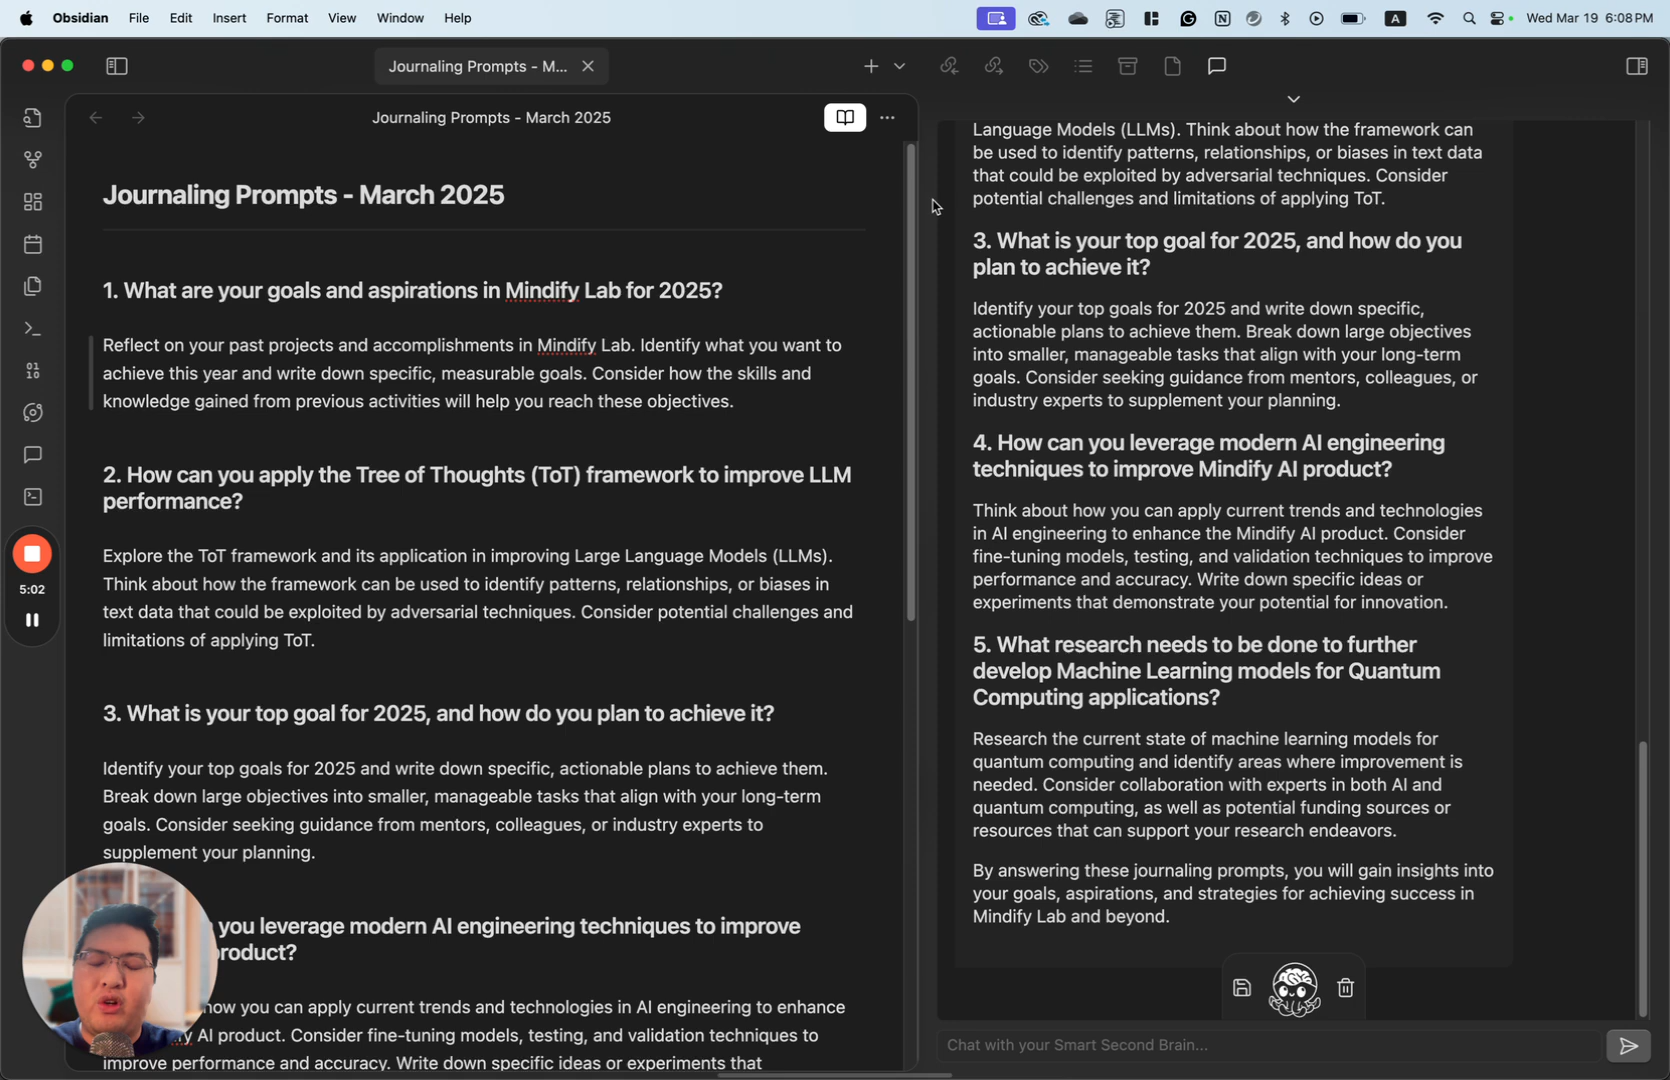 Obsidian File Edit Insert Format View Window Help
A Wed Mar 19 6:08 PM
Journaling Prompts - M...
Journaling Prompts - March 2025
Journaling Prompts - March 2025
1. What are your goals and aspirations in Mindify Lab for 2025?
Reflect on your past projects and accomplishments in Mindify Lab. Identify what you want to
achieve this year and write down specific, measurable goals. Consider how the skills and
knowledge gained from previous activities will help you reach these objectives.
2. How can you apply the Tree of Thoughts (ToT) framework to improve LLM
performance?
Explore the ToT framework and its application in improving Large Language Models (LLMs).
Think about how the framework can be used to identify patterns, relationships, or biases in
text data that could be exploited by adversarial techniques. Consider potential challenges and
limitations of applying ToT.
3. What is your top goal for 2025, and how do you plan to achieve it?
Identify your top goals for 2025 and write down specific, actionable plans to achieve them.
Break down large objectives into smaller, manageable tasks that align with your long-term
goals. Consider seeking guidance from mentors, colleagues, or industry experts to
supplement your planning.
you leverage modern AI engineering techniques to improve
product?
how you can apply current trends and technologies in AI engineering to enhance
AI product. Consider fine-tuning models, testing, and validation techniques to
improve performance and accuracy. Write down specific ideas or experiments that
01
10
5:02
Language Models (LLMs). Think about how the framework can
be used to identify patterns, relationships, or biases in text data
that could be exploited by adversarial techniques. Consider
potential challenges and limitations of applying ToT.
3. What is your top goal for 2025, and how do you
plan to achieve it?
Identify your top goals for 2025 and write down specific,
actionable plans to achieve them. Break down large objectives
into smaller, manageable tasks that align with your long-term
goals. Consider seeking guidance from mentors, colleagues, or
industry experts to supplement your planning.
4. How can you leverage modern AI engineering
techniques to improve Mindify AI product?
Think about how you can apply current trends and technologies
in AI engineering to enhance the Mindify AI product. Consider
fine-tuning models, testing, and validation techniques to improve
performance and accuracy. Write down specific ideas or
experiments that demonstrate your potential for innovation.
5. What research needs to be done to further
develop Machine Learning models for Quantum
Computing applications?
Research the current state of machine learning models for
quantum computing and identify areas where improvement is
needed. Consider collaboration with experts in both AI and
quantum computing, as well as potential funding sources or
resources that can support your research endeavors.
By answering these journaling prompts, you will gain insights into
your goals, aspirations, and strategies for achieving success in
Mindify Lab and beyond.
Chat with your Smart Second Brain...